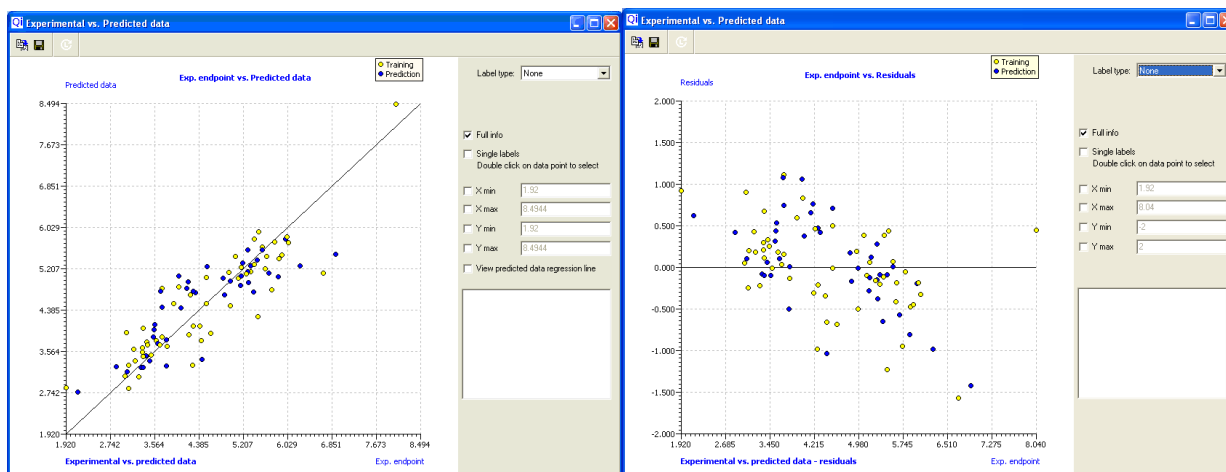 Qi Experimental vs. Predicted data
Training
Prediction
Exp. endpoint vs. Predicted data
Predicted data
8.494
7.673
6.851
6.029
5.207
4.385
3.564
2.742
1.920
1.920 2.742 3.564 4.385 5.207 6.029 6.851 7.673 8.494
Experimental vs. predicted data
Exp. endpoint
Label type: None
Full info
Single labels
Double click on data point to select
X min 1.92
X max 8.4944
Y min 1.92
Y max 8.4944
View predicted data regression line
Qi Experimental vs. Predicted data
Training
Prediction
Exp. endpoint vs. Residuals
Residuals
2.000
1.500
1.000
0.500
0.000
-0.500
-1.000
-1.500
-2.000
1.920 2.685 3.450 4.215 4.980 5.745 6.510 7.275 8.040
Experimental vs. predicted data - residuals
Exp. endpoint
Label type: None
Full info
Single labels
Double click on data point to select
X min 1.92
X max 8.04
Y min -2
Y max 2